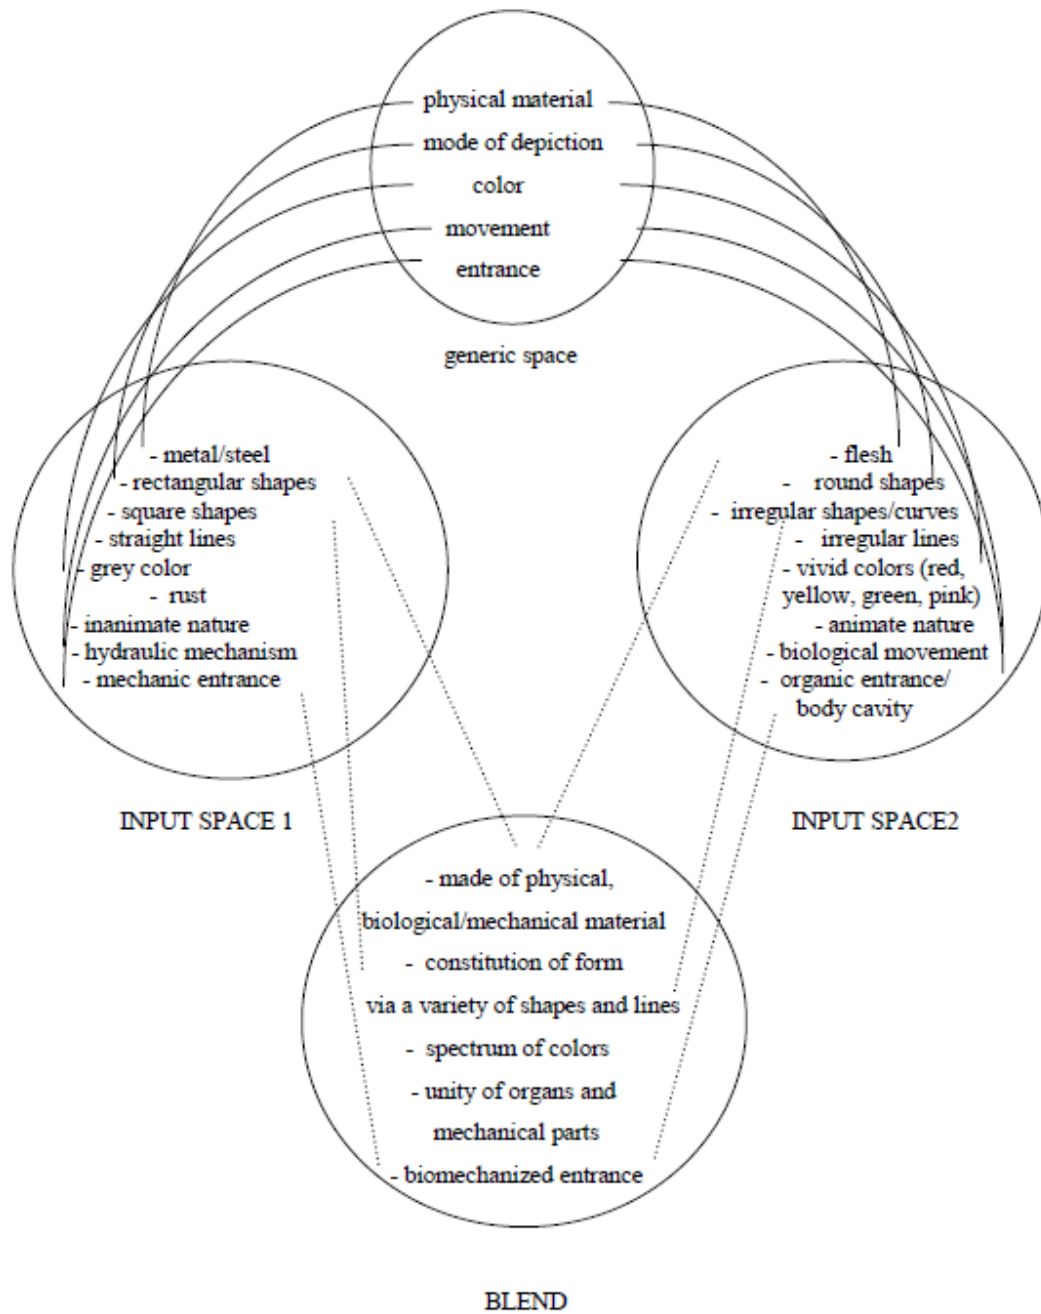 physical material
mode of depiction
color
movement
entrance
generic space
- metal/steel
- rectangular shapes
- square shapes
- straight lines
- grey color
- rust
- inanimate nature
- hydraulic mechanism
- mechanic entrance
INPUT SPACE 1
- flesh
- round shapes
- irregular shapes/curves
- irregular lines
- vivid colors (red,
yellow, green, pink)
- animate nature
- biological movement
- organic entrance/
body cavity
INPUT SPACE2
- made of physical,
biological/mechanical material
- constitution of form
via a variety of shapes and lines
- spectrum of colors
- unity of organs and
mechanical parts
- biomechanized entrance
BLEND